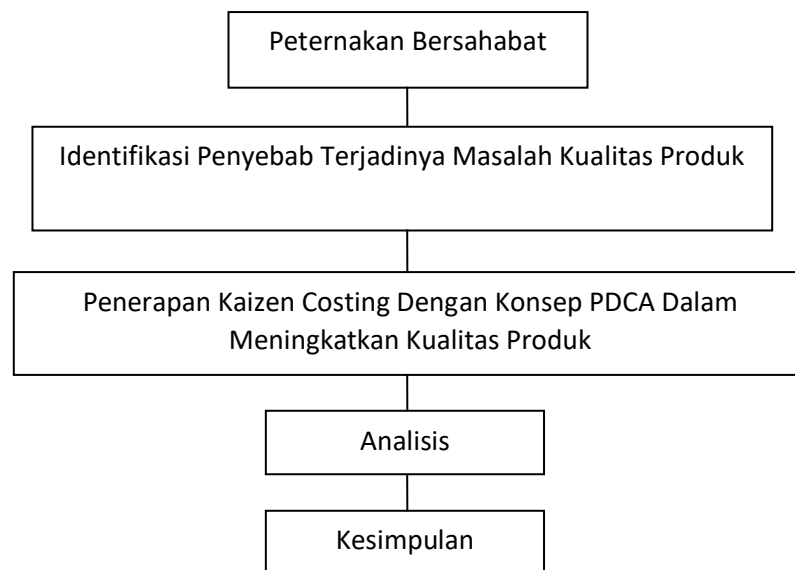 Peternakan Bersahabat
Identifikasi Penyebab Terjadinya Masalah Kualitas Produk
Penerapan Kaizen Costing Dengan Konsep PDCA Dalam
Meningkatkan Kualitas Produk
Analisis
Kesimpulan